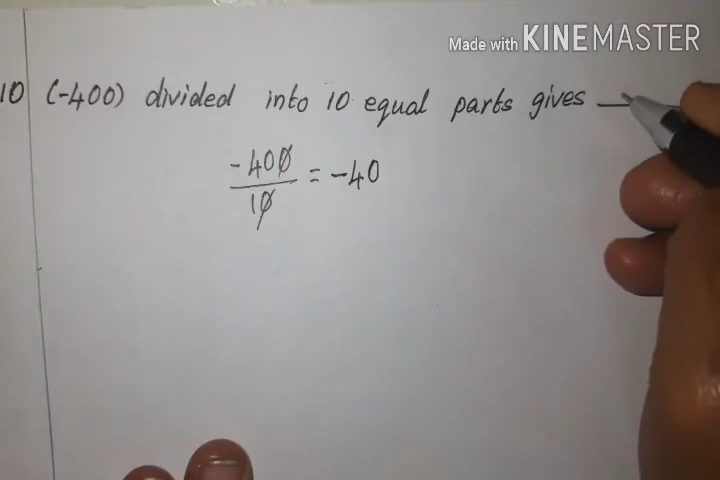 Made with KINEMASTER
10 (-400) divided into 10 equal parts gives —
-400
10
= -40